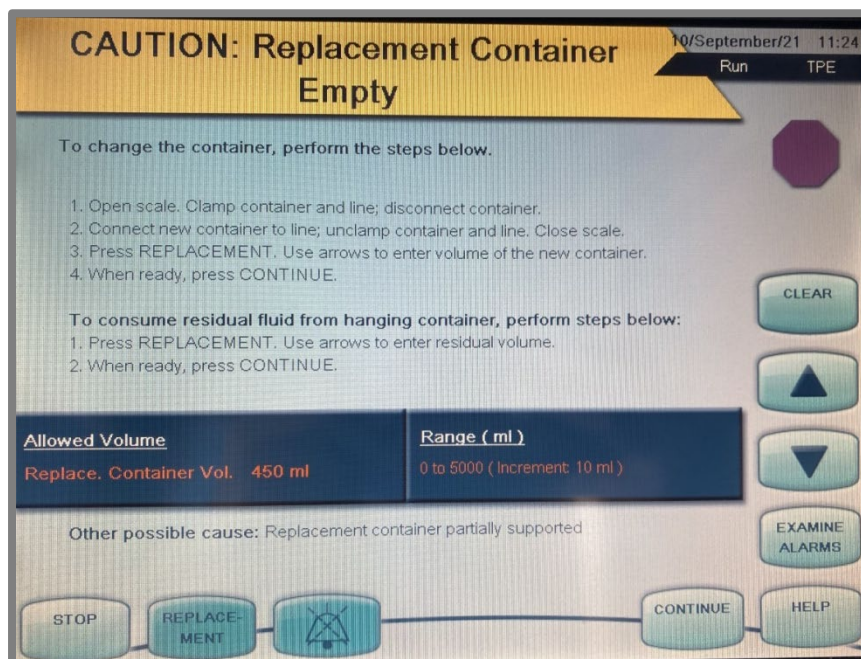 CAUTION: Replacement Container
Empty
10/September/21 11:24
Run TPE
To change the container, perform the steps below.
1. Open scale. Clamp container and line; disconnect container.
2. Connect new container to line; unclamp container and line. Close scale.
3. Press REPLACEMENT. Use arrows to enter volume of the new container.
4. When ready, press CONTINUE.
To consume residual fluid from hanging container, perform steps below:
1. Press REPLACEMENT. Use arrows to enter residual volume.
2. When ready, press CONTINUE.
Allowed Volume
Replace. Container Vol. 450 ml
Range ( ml )
0 to 5000 ( Increment: 10 ml )
Other possible cause: Replacement container partially supported
CLEAR
EXAMINE
ALARMS
STOP
REPLACE-
MENT
CONTINUE
HELP